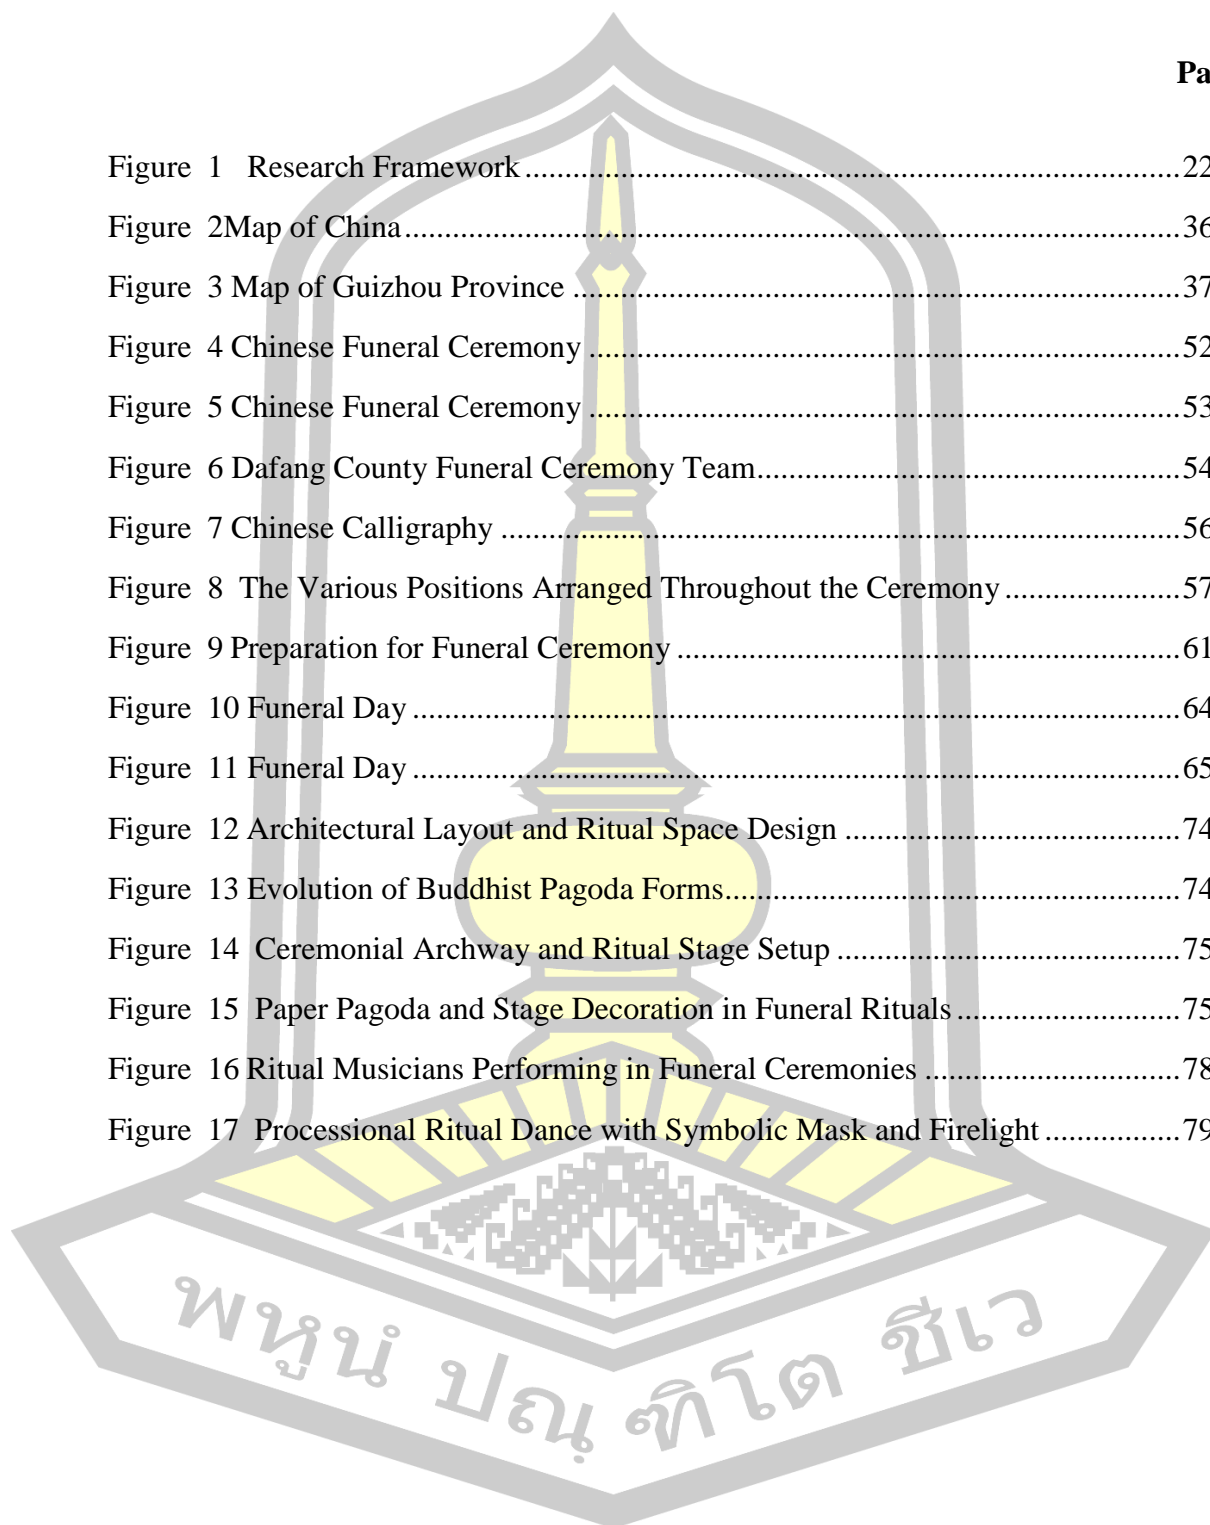 Pa
Figure 1 Research Framework ........ 22
Figure 2Map of China ........ 36
Figure 3 Map of Guizhou Province ........ 37
Figure 4 Chinese Funeral Ceremony ........ 52
Figure 5 Chinese Funeral Ceremony ........ 53
Figure 6 Dafang County Funeral Ceremony Team ........ 54
Figure 7 Chinese Calligraphy ........ 56
Figure 8 The Various Positions Arranged Throughout the Ceremony ........ 57
Figure 9 Preparation for Funeral Ceremony ........ 61
Figure 10 Funeral Day ........ 64
Figure 11 Funeral Day ........ 65
Figure 12 Architectural Layout and Ritual Space Design ........ 74
Figure 13 Evolution of Buddhist Pagoda Forms ........ 74
Figure 14 Ceremonial Archway and Ritual Stage Setup ........ 75
Figure 15 Paper Pagoda and Stage Decoration in Funeral Rituals ........ 75
Figure 16 Ritual Musicians Performing in Funeral Ceremonies ........ 78
Figure 17 Processional Ritual Dance with Symbolic Mask and Firelight ........ 79
พหูนํ ปณฺฑิโต ชีเว